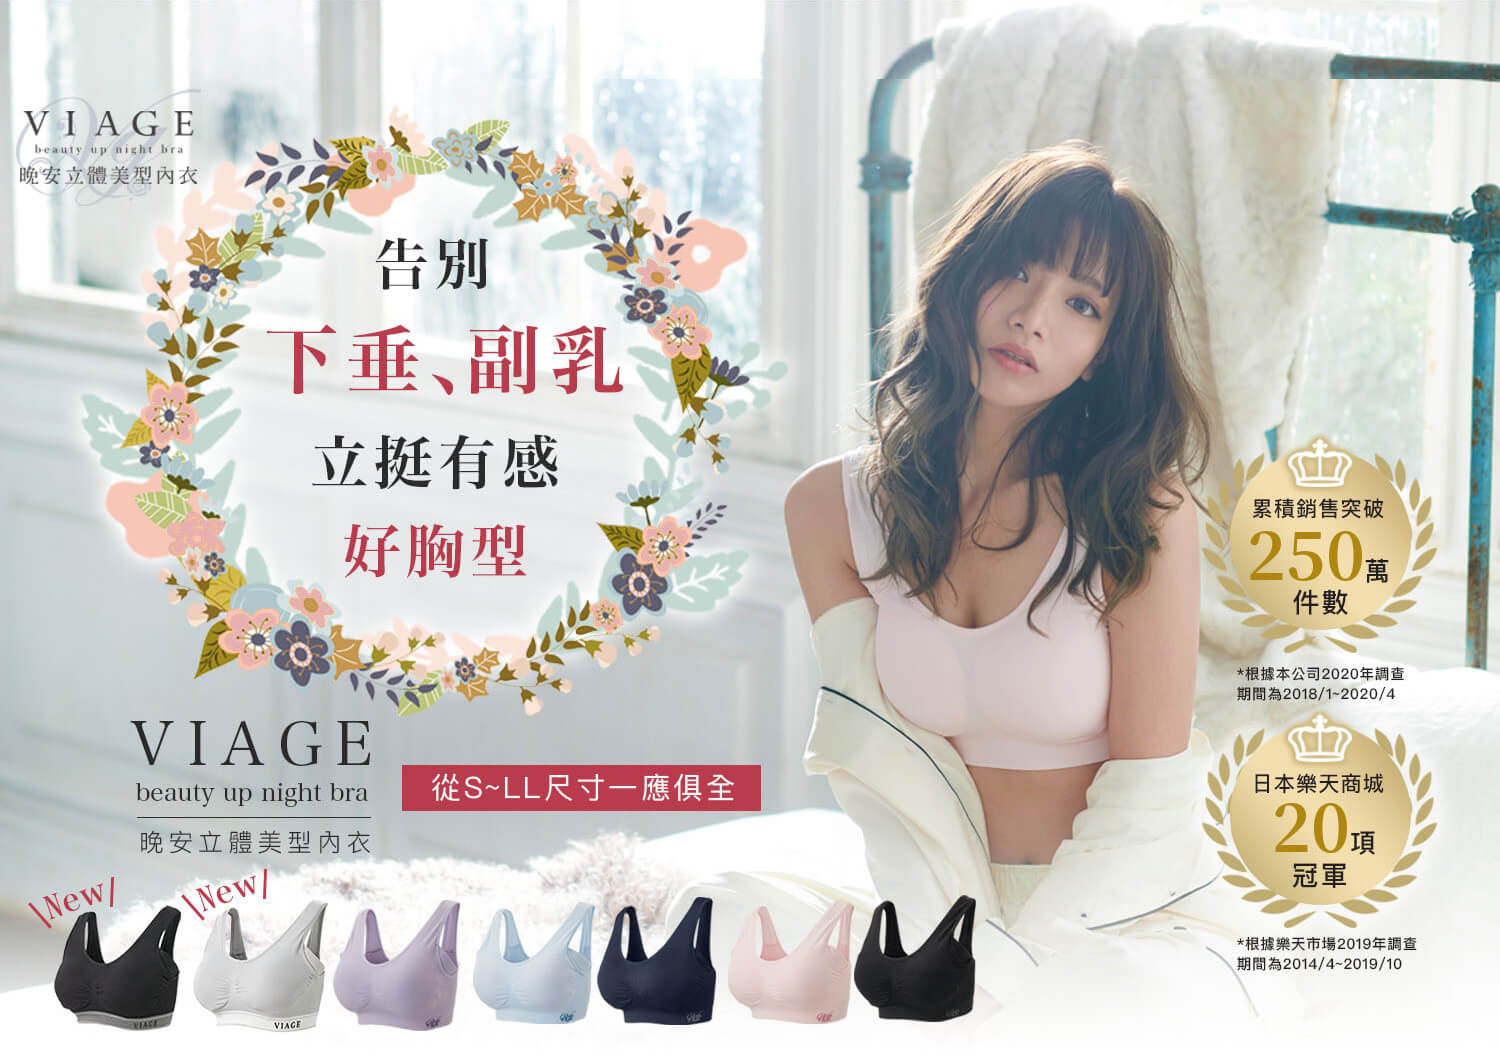 VIAGE
beauty up night bra
晚安立體美型內衣
告別
下垂、副乳
立挺有感
好胸型
VIAGE
beauty up night bra
晚安立體美型內衣
從S~LL尺寸一應俱全
累積銷售突破
250萬
件數
*根據本公司2020年調查
期間為2018/1~2020/4
日本樂天商城
20項
冠軍
*根據樂天市場2019年調查
期間為2014/4~2019/10
\New/
\New/
VIAGE
VIAGE